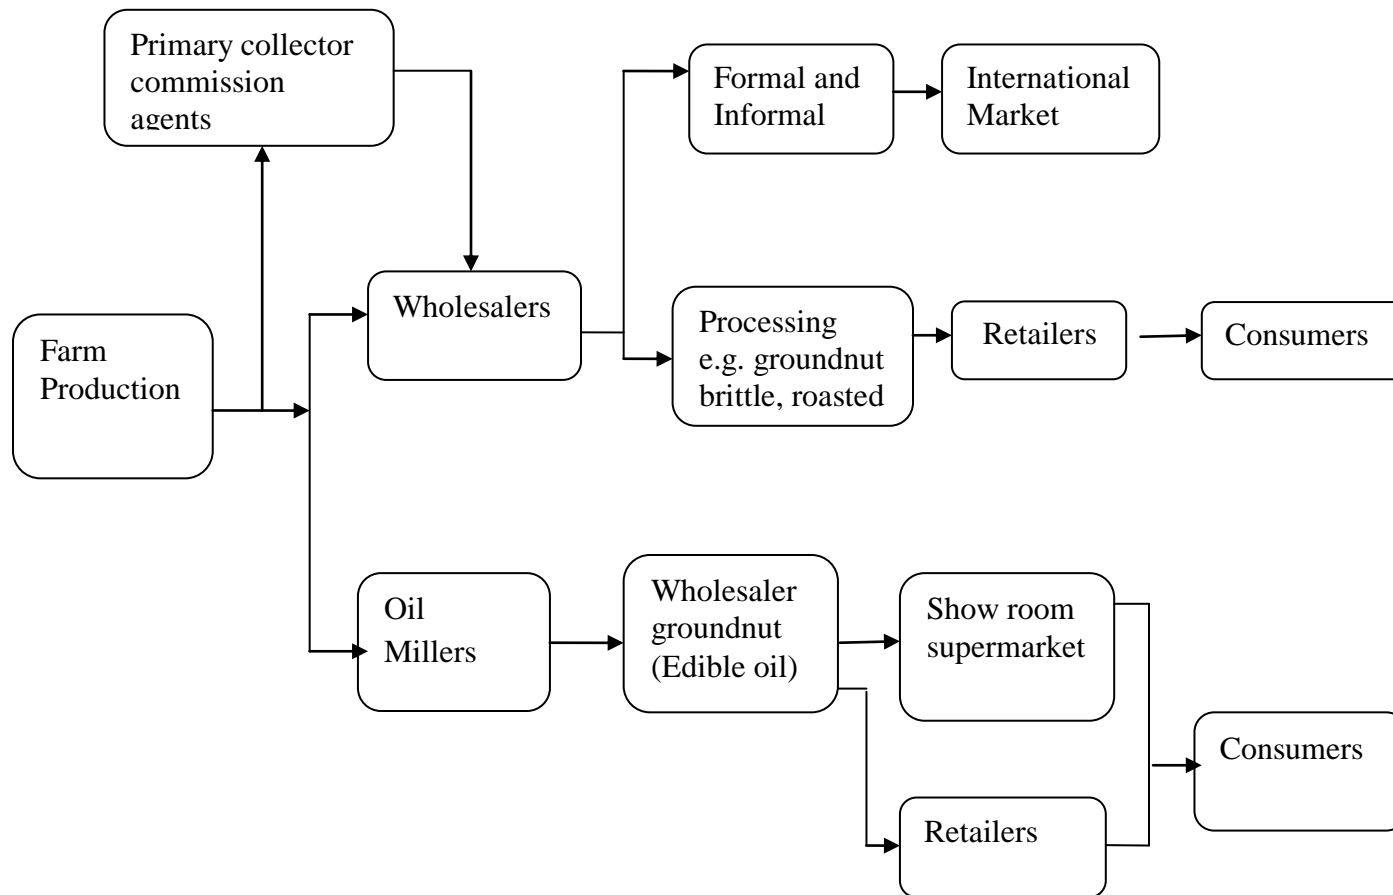 Primary collector
commission
agents
Formal and
Informal
International
Market
Wholesalers
Processing
e.g. groundnut
brittle, roasted
Retailers
Consumers
Farm
Production
Oil
Millers
Wholesaler
groundnut
(Edible oil)
Show room
supermarket
Retailers
Consumers